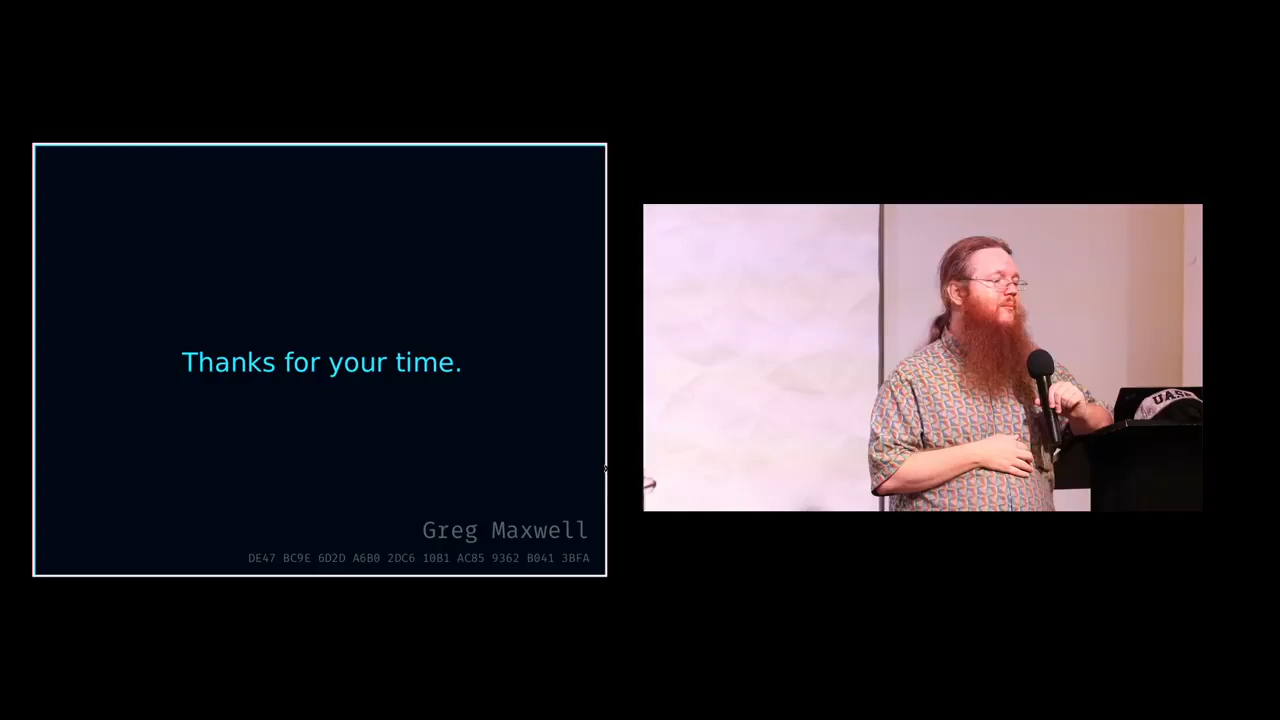 Thanks for your time.
Greg Maxwell
DE47 BC9E 6D2D A6B0 2DC6 10B1 AC85 9362 B041 3BFA